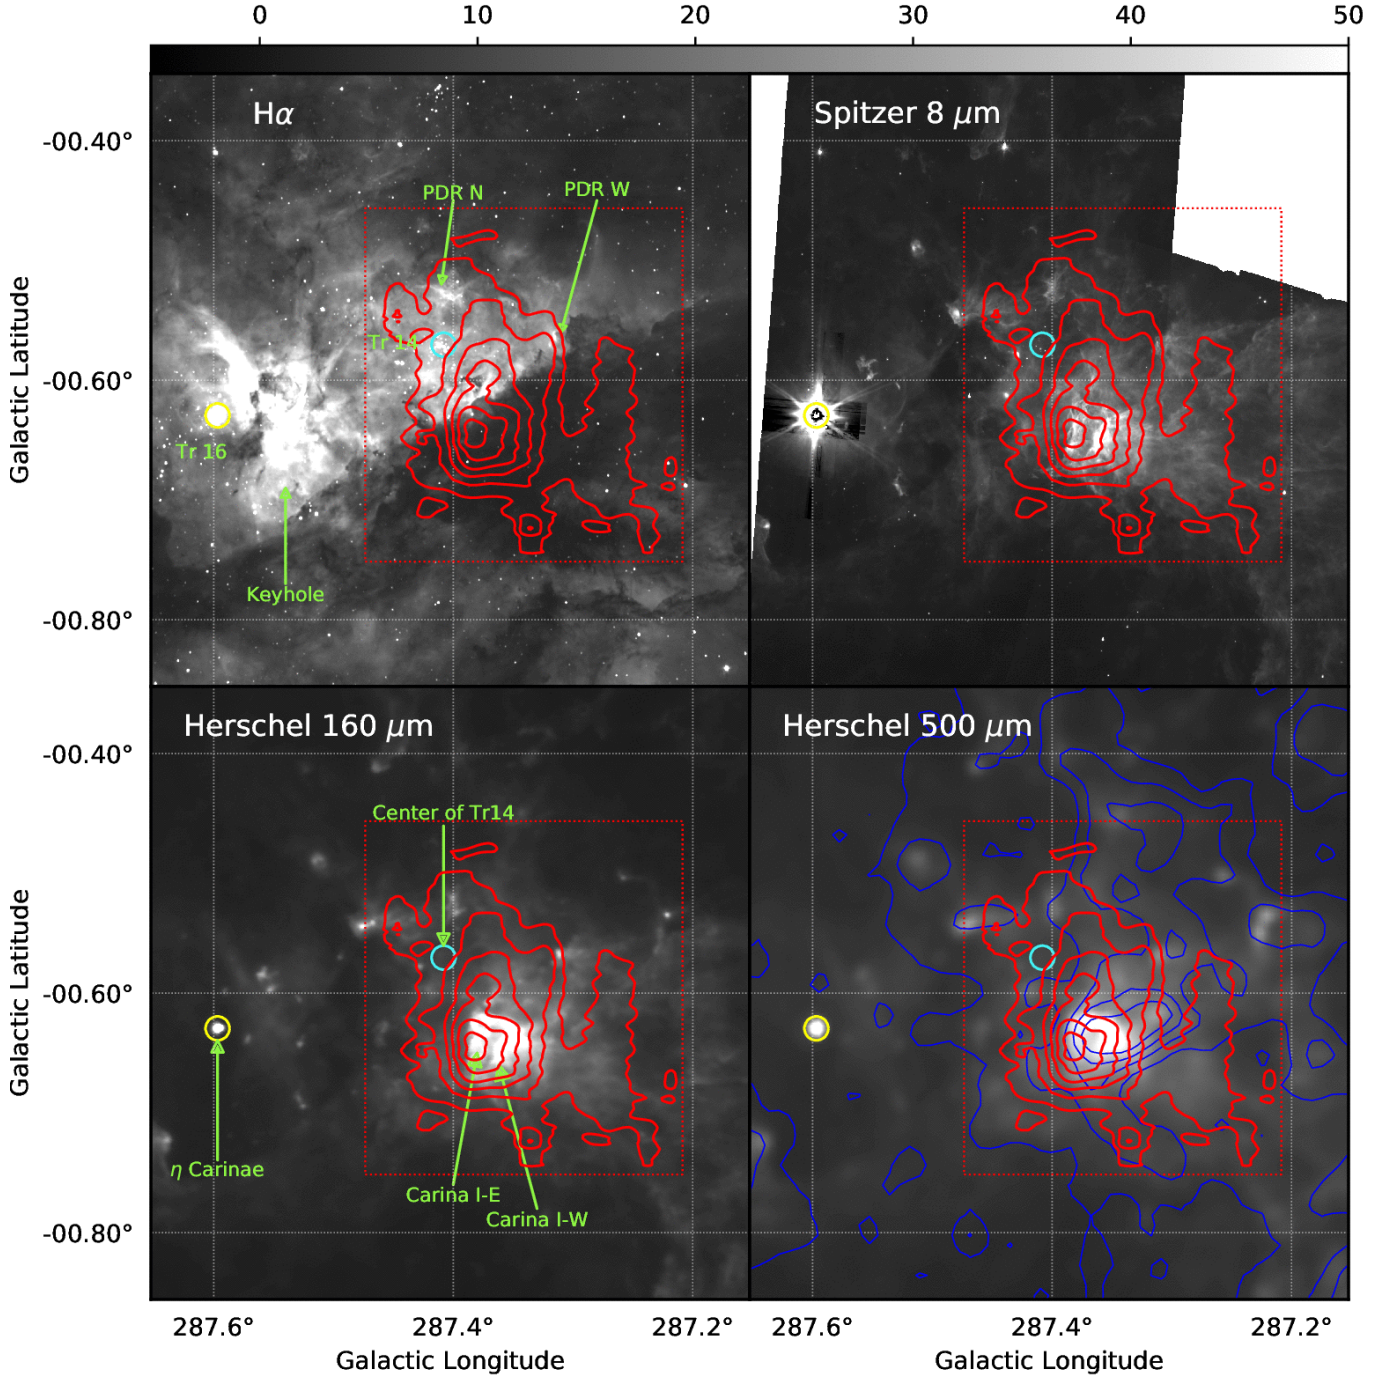 0 10 20 30 40 50
Hα
Spitzer 8 μm
-00.40°
PDR N
PDR W
Galactic Latitude
Tr 14
-00.60°
Tr 16
Keyhole
-00.80°
Herschel 160 μm
Herschel 500 μm
-00.40°
Center of Tr14
Galactic Latitude
-00.60°
η Carinae
Carina I-E
Carina I-W
-00.80°
287.6° 287.4° 287.2° 287.6° 287.4° 287.2°
Galactic Longitude
Galactic Longitude